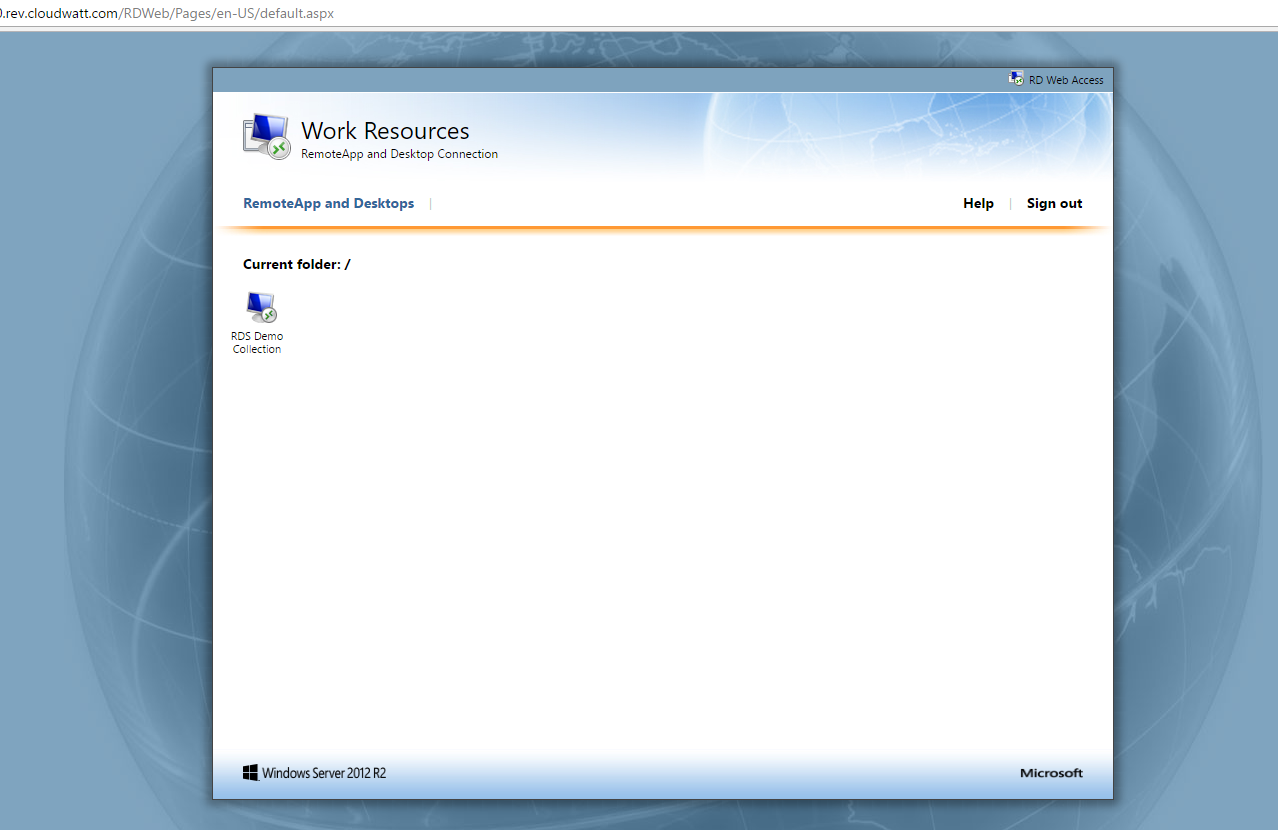 0.rev.cloudwatt.com/RDWeb/Pages/en-US/default.aspx
RD Web Access
Work Resources
RemoteApp and Desktop Connection
RemoteApp and Desktops |
Help | Sign out
Current folder: /
RDS Demo
Collection
Windows Server 2012 R2
Microsoft